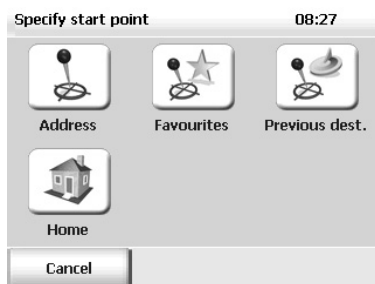 Specify start point 08:27
Address Favourites Previous dest.
Home
Cancel